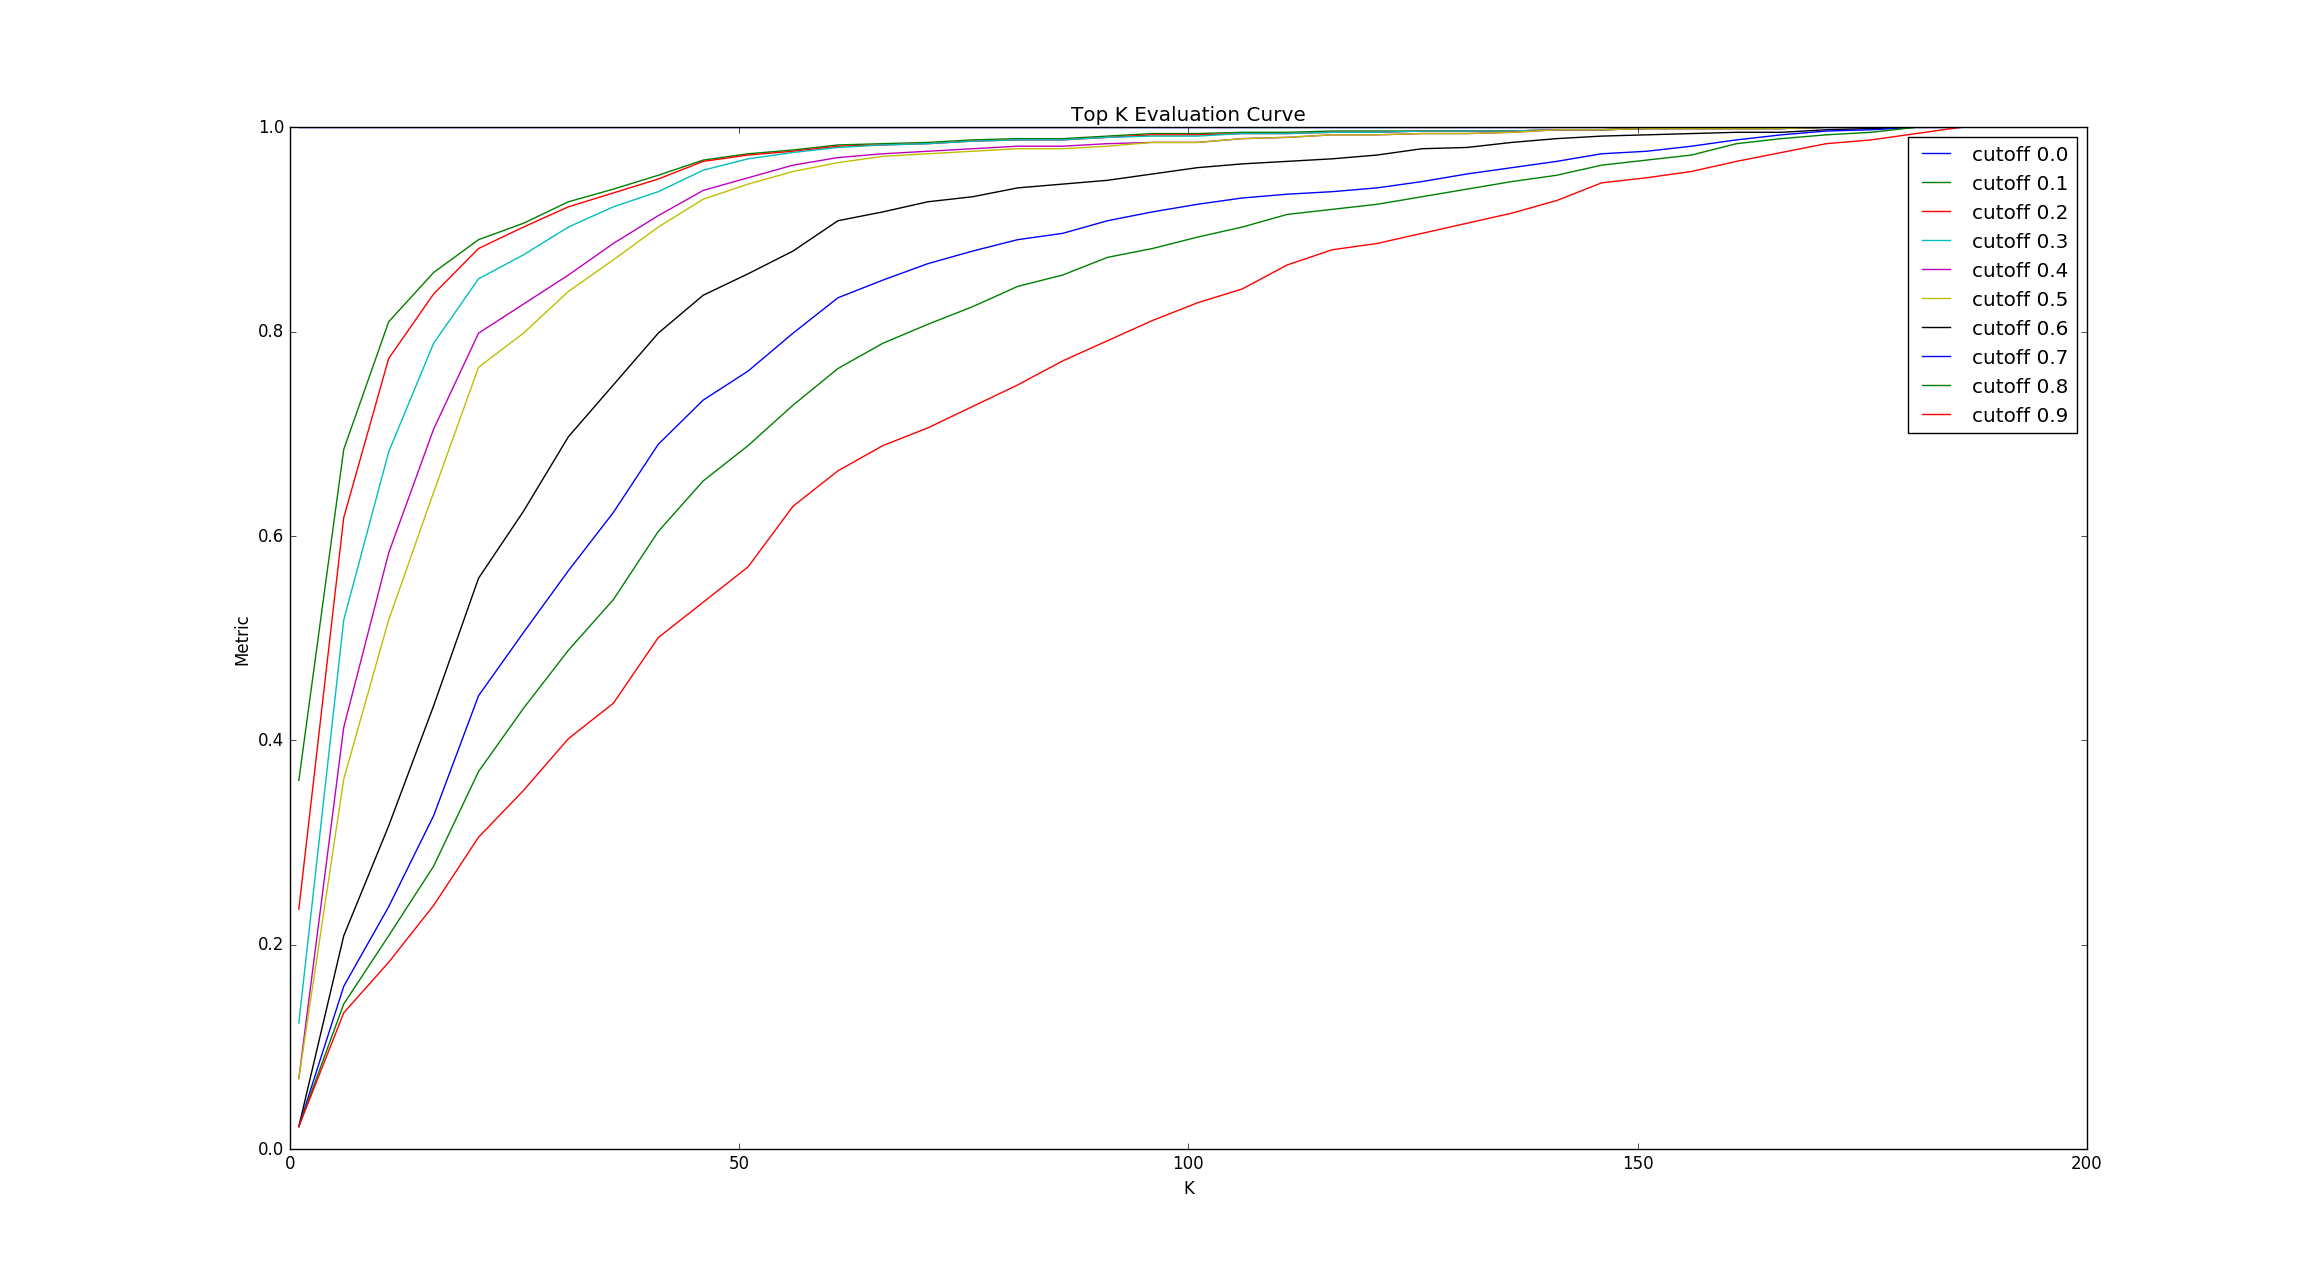 Top K Evaluation Curve
1.0
0.8
0.6
0.4
0.2
0.0
Metric
0
50
100
150
200
K
cutoff 0.0
cutoff 0.1
cutoff 0.2
cutoff 0.3
cutoff 0.4
cutoff 0.5
cutoff 0.6
cutoff 0.7
cutoff 0.8
cutoff 0.9